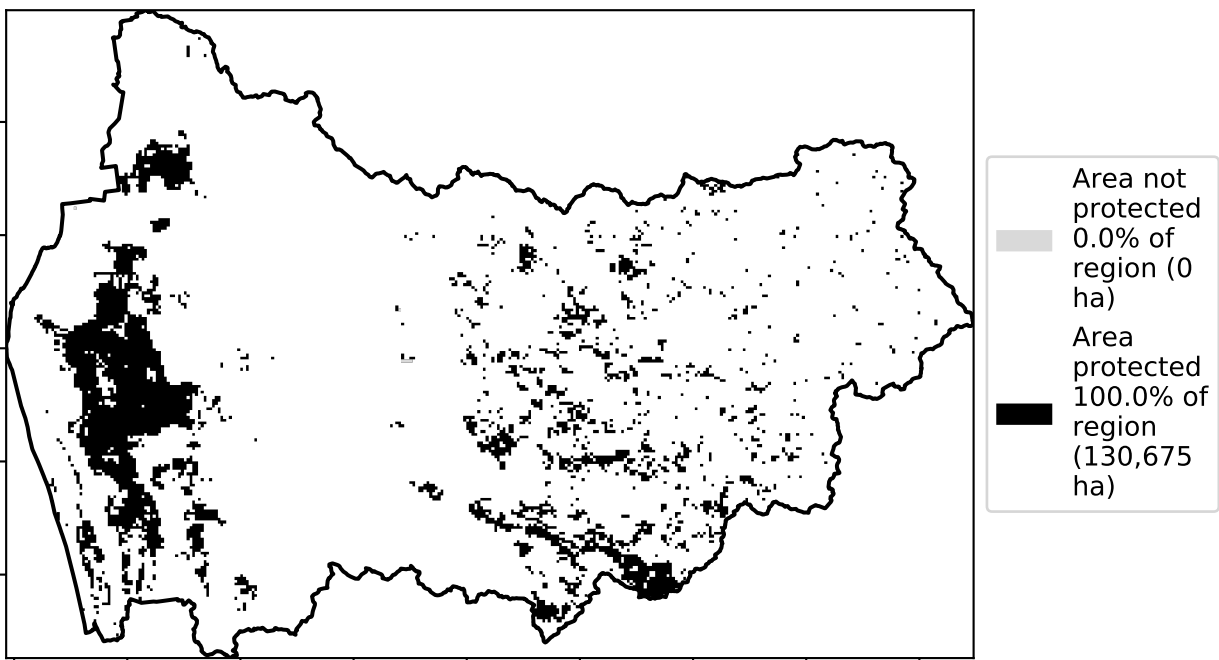 Area not
protected
0.0% of
region (0
ha)
Area
protected
100.0% of
region
(130,675
ha)